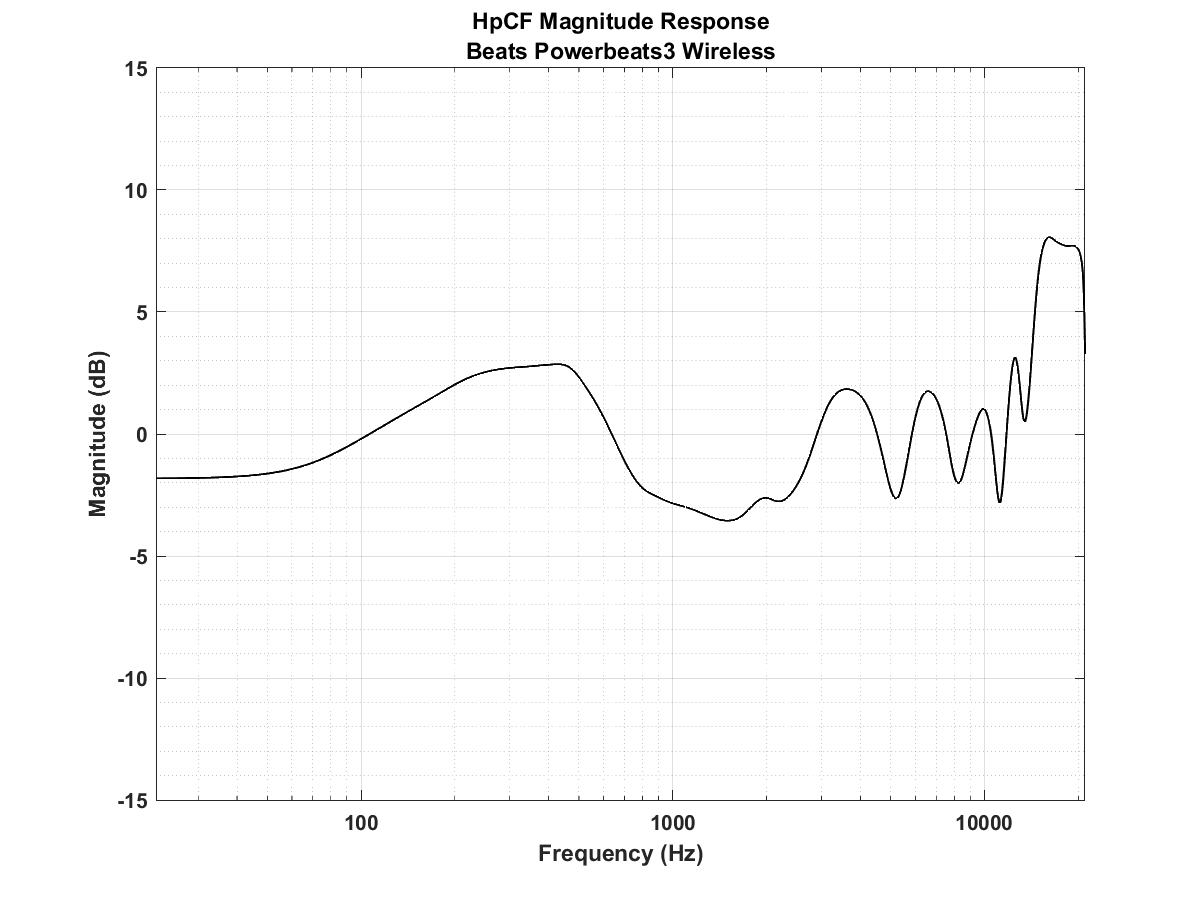 HpCF Magnitude Response
Beats Powerbeats3 Wireless
15
10
5
0
-5
-10
-15
Magnitude (dB)
100 1000 10000
Frequency (Hz)